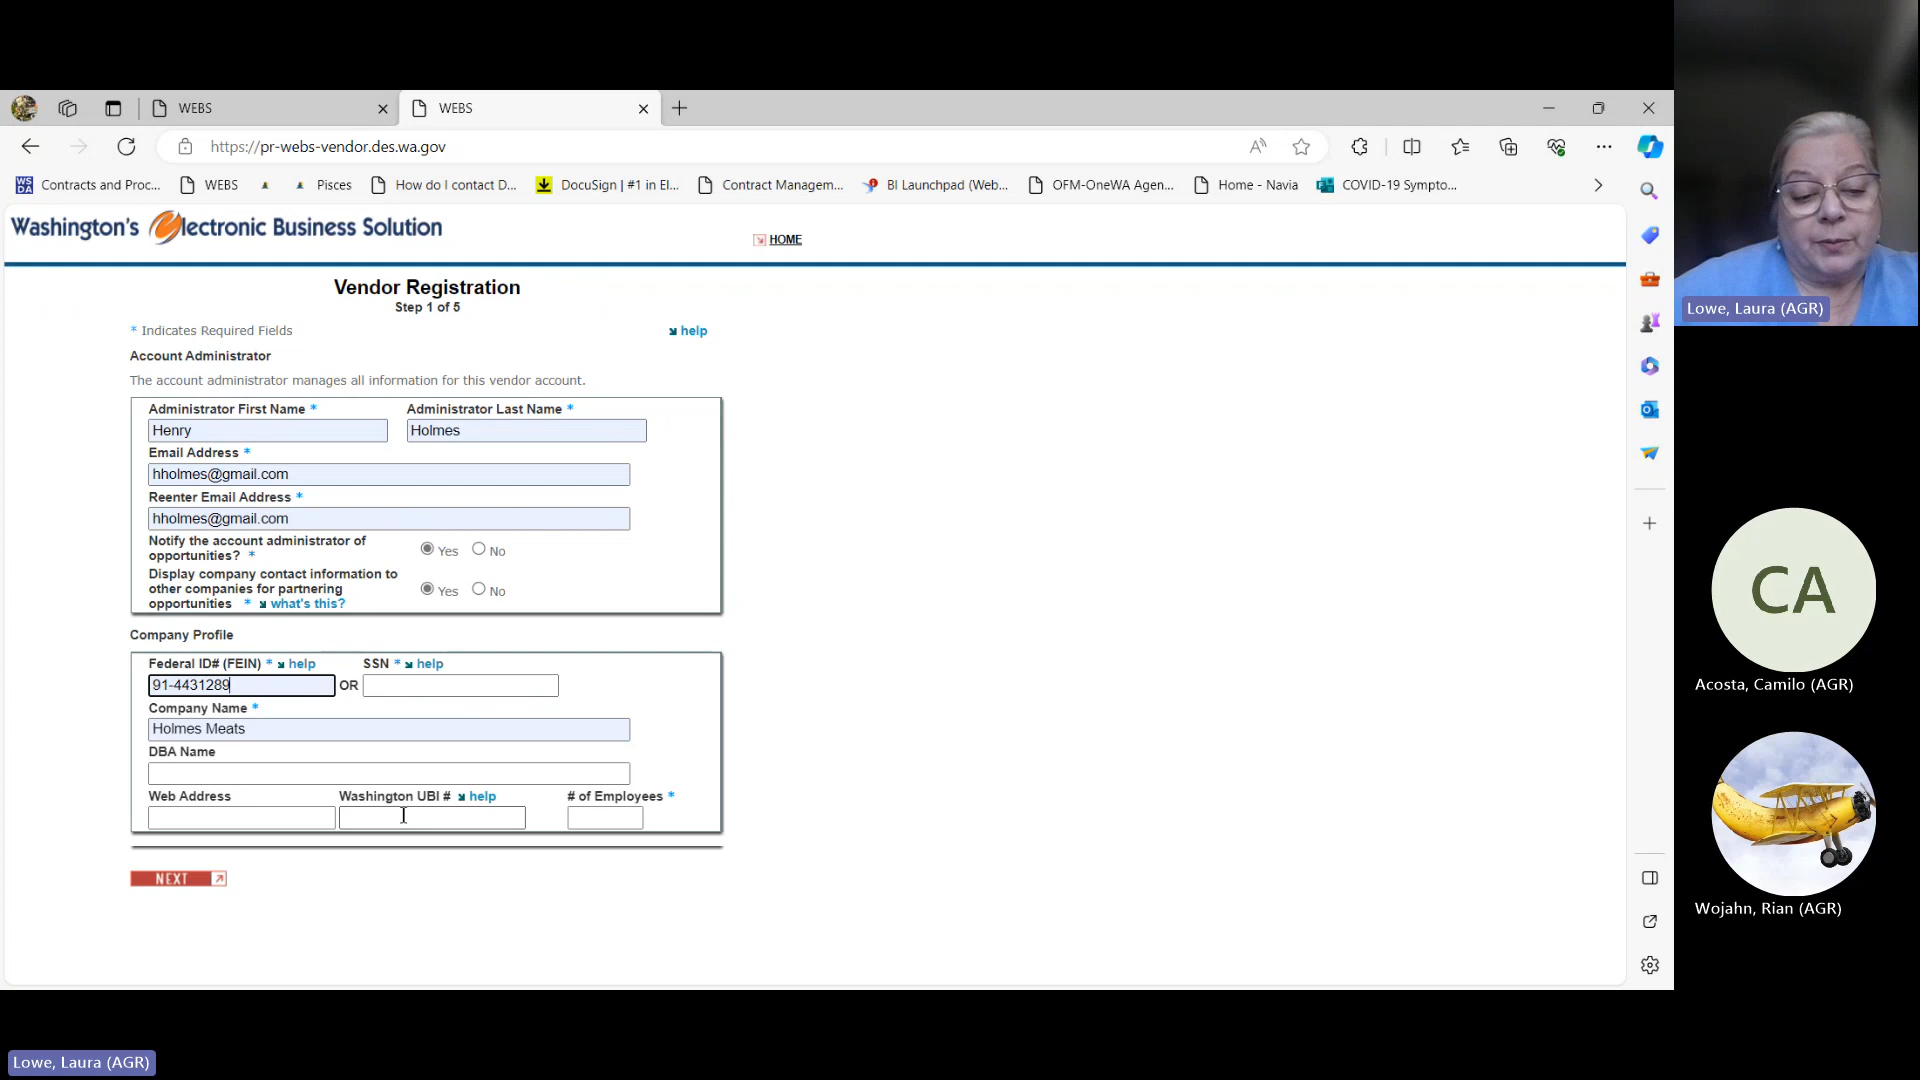 WEBS
WEBS
https://pr-webs-vendor.des.wa.gov
WS DA Contracts and Proc... WEBS Pisces How do I contact D... DocuSign | #1 in El... Contract Managem... BI Launchpad (Web... OFM-OneWA Agen... Home - Navia COVID-19 Sympto...
Washington's Electronic Business Solution
HOME
Vendor Registration
Step 1 of 5
* Indicates Required Fields help
Account Administrator
The account administrator manages all information for this vendor account.
Administrator First Name * Administrator Last Name *
Henry Holmes
Email Address *
hholmes@gmail.com
Reenter Email Address *
hholmes@gmail.com
Notify the account administrator of
opportunities? * Yes No
Display company contact information to
other companies for partnering Yes No
opportunities * what's this?
Company Profile
Federal ID# (FEIN) * help SSN * help
91-4431289 OR
Company Name *
Holmes Meats
DBA Name
Web Address Washington UBI # help # of Employees *
NEXT
Lowe, Laura (AGR)
CA
Acosta, Camilo (AGR)
Wojahn, Rian (AGR)
Lowe, Laura (AGR)